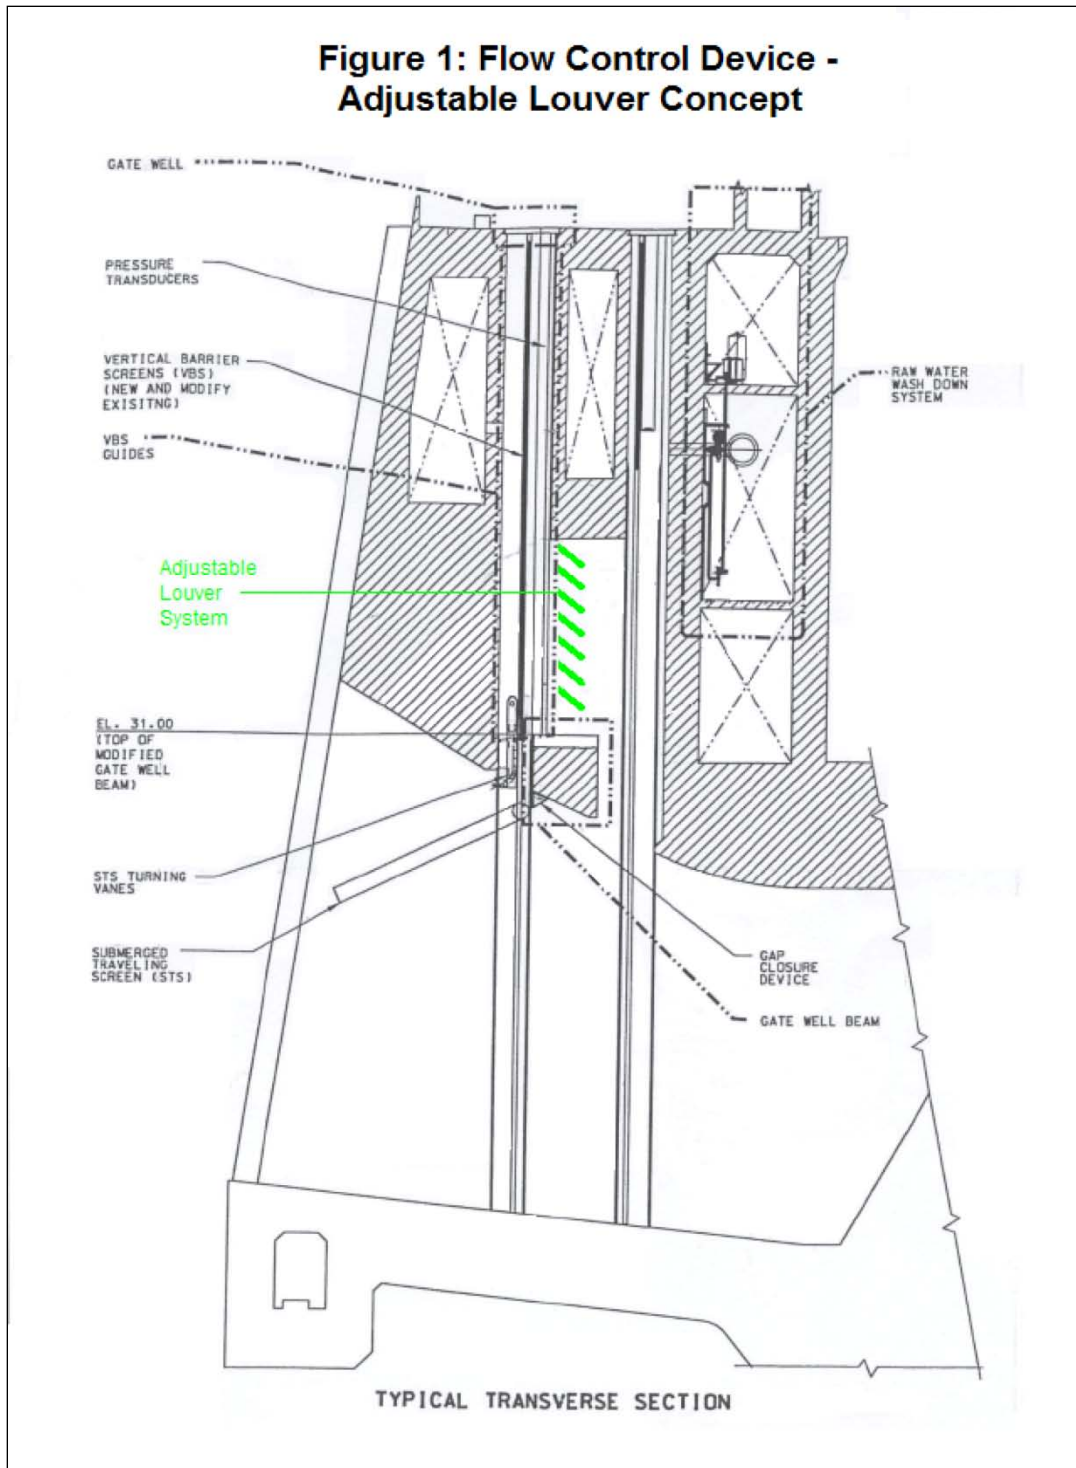 Figure 1: Flow Control Device -
Adjustable Louver Concept
GATE WELL
PRESSURE
TRANSDUCERS
VERTICAL BARRIER
SCREENS (VBS)
(NEW AND MODIFY
EXISITNG)
VBS
GUIDES
RAW WATER
WASH DOWN
SYSTEM
Adjustable
Louver
System
EL. 31.00
(TOP OF
MODIFIED
GATE WELL
BEAM)
STS TURNING
VANES
SUBMERGED
TRAVELING
SCREEN (STS)
GAP
CLOSURE
DEVICE
GATE WELL BEAM
TYPICAL TRANSVERSE SECTION